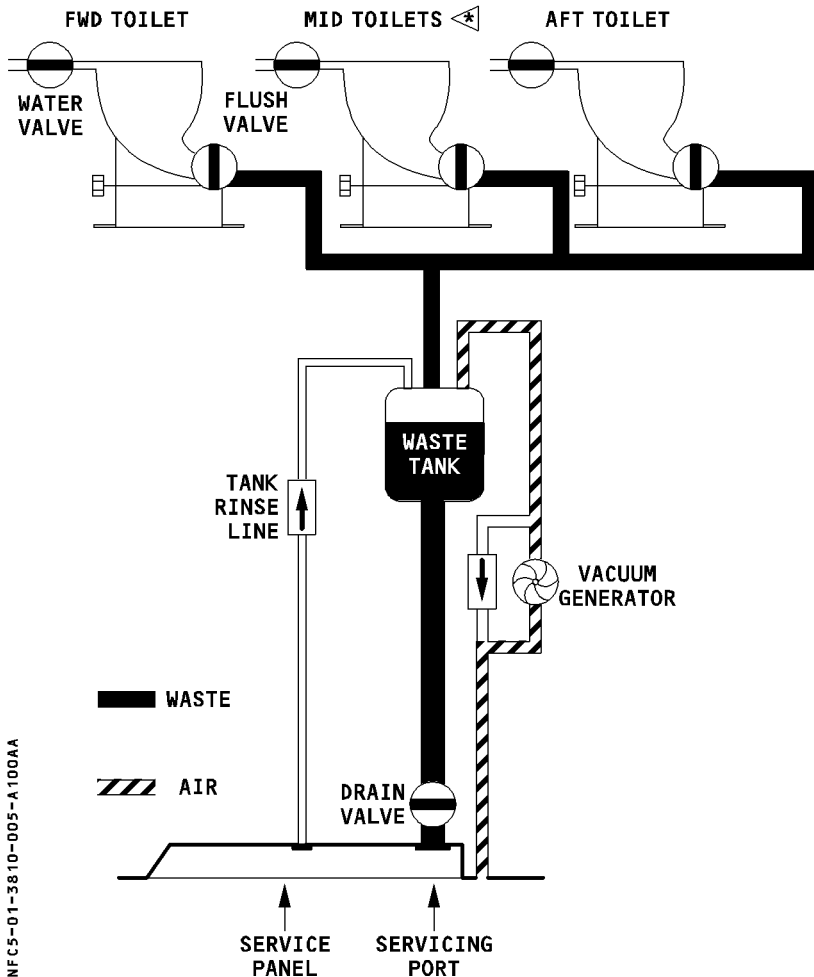 FWD TOILET
MID TOILETS
*
AFT TOILET
WATER
VALVE
FLUSH
VALVE
WASTE
TANK
TANK
RINSE
LINE
VACUUM
GENERATOR
WASTE
AIR
DRAIN
VALVE
SERVICE
PANEL
SERVICING
PORT
NFC5-01-3810-005-A100AA